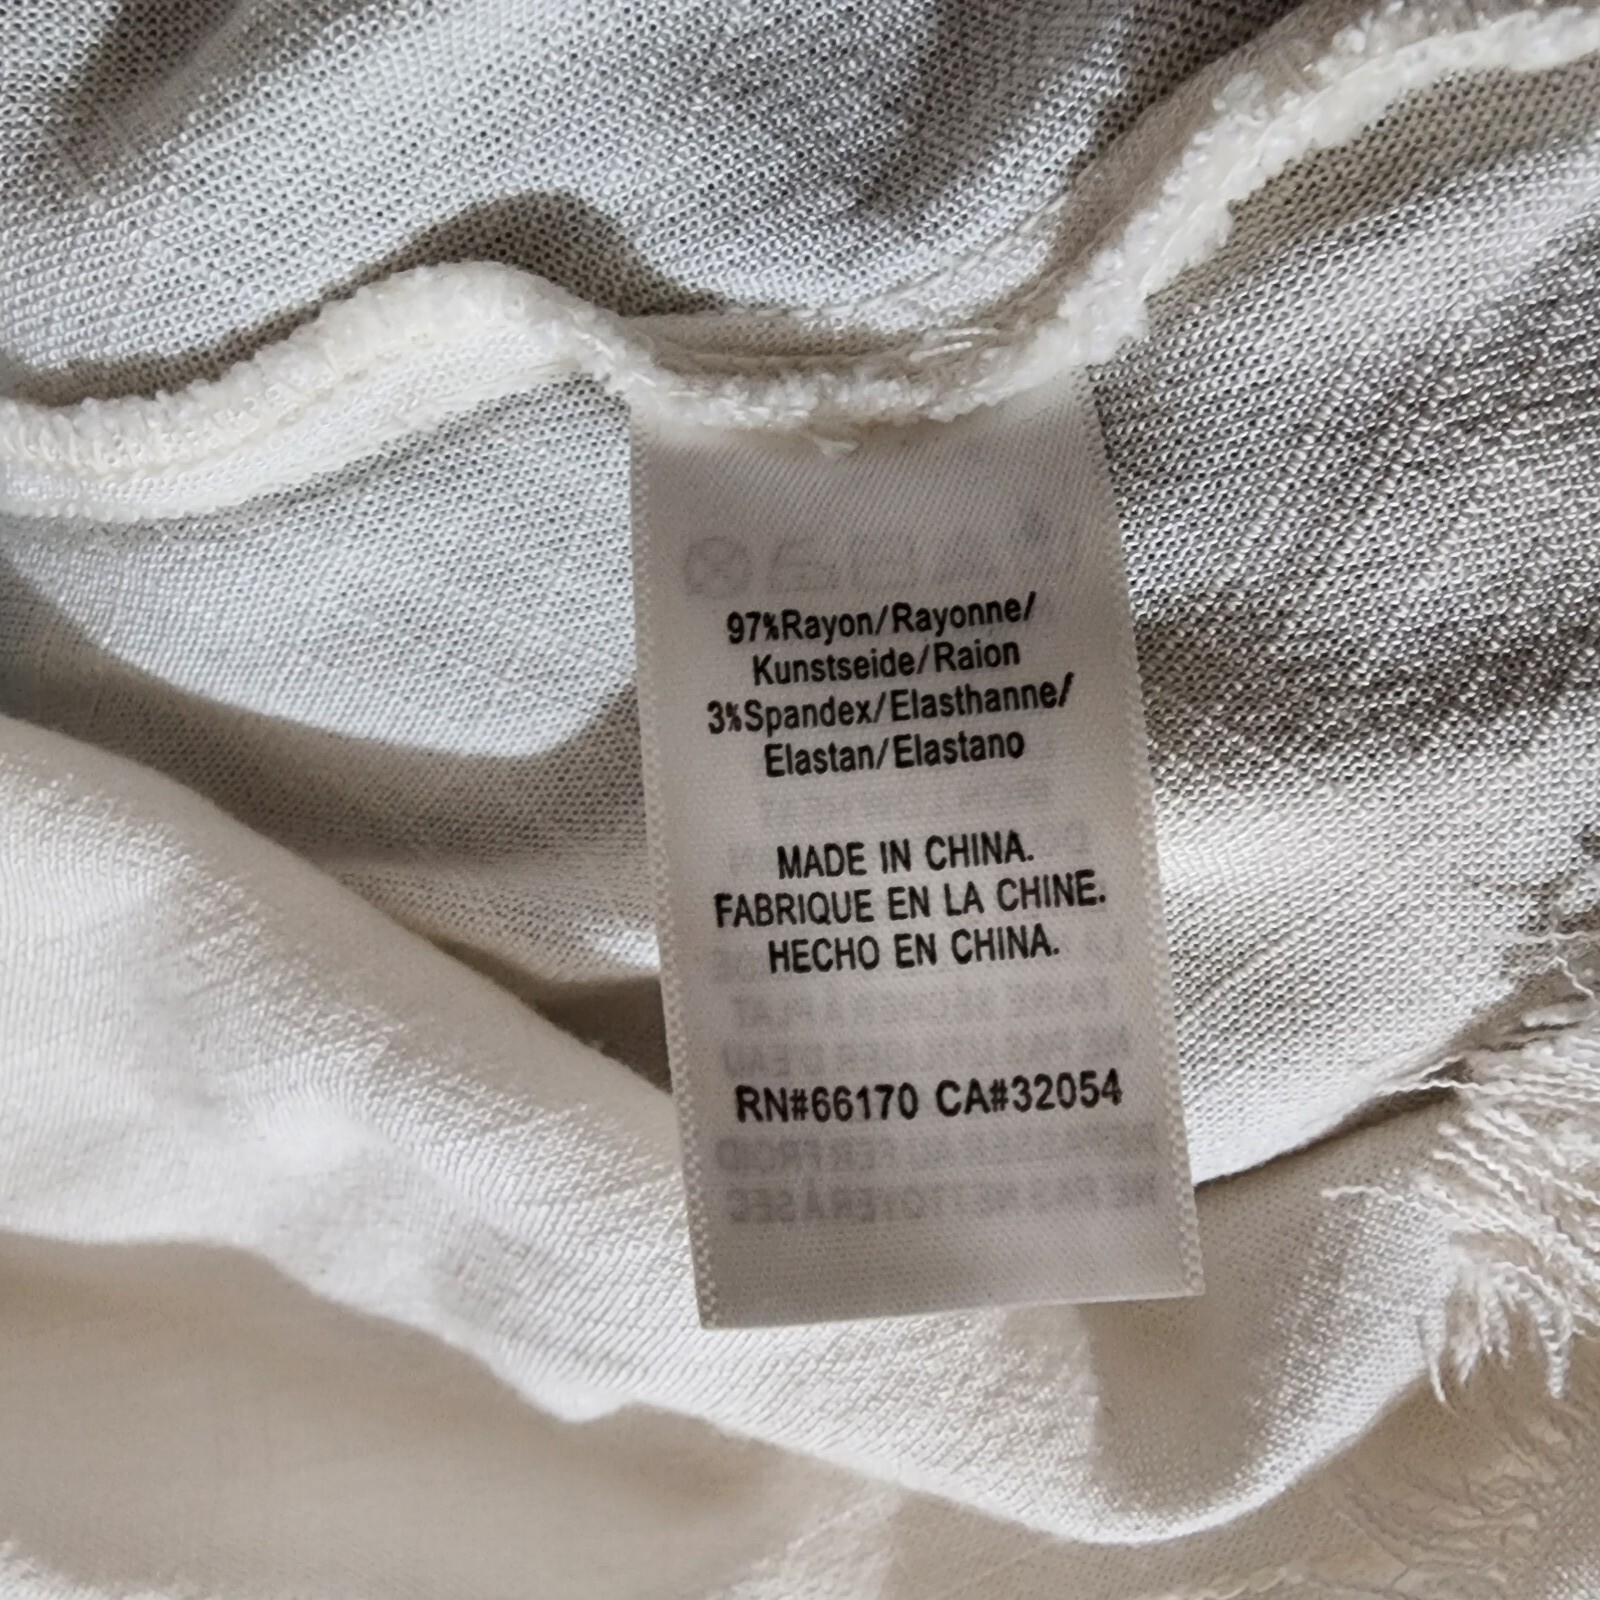 97%Rayon/Rayonne/
Kunstseide/Raion
3%Spandex/Elasthanne/
Elastan/Elastano
MADE IN CHINA.
FABRIQUE EN LA CHINE.
HECHO EN CHINA.
RN#66170 CA#32054